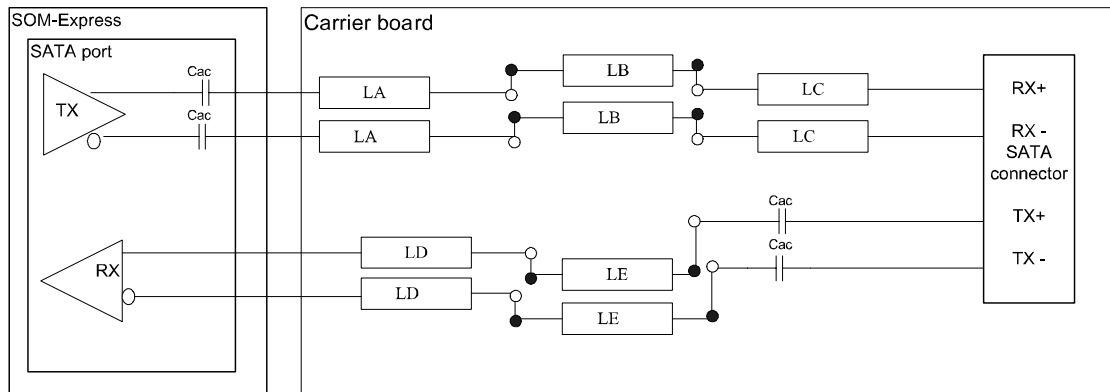 SOM-Express
Carrier board
SATA port
Cac
LA
LB
LC
RX+
TX
Cac
LA
LB
LC
RX -
SATA
connector
Cac
TX+
LD
Cac
RX
LE
TX -
LD
LE